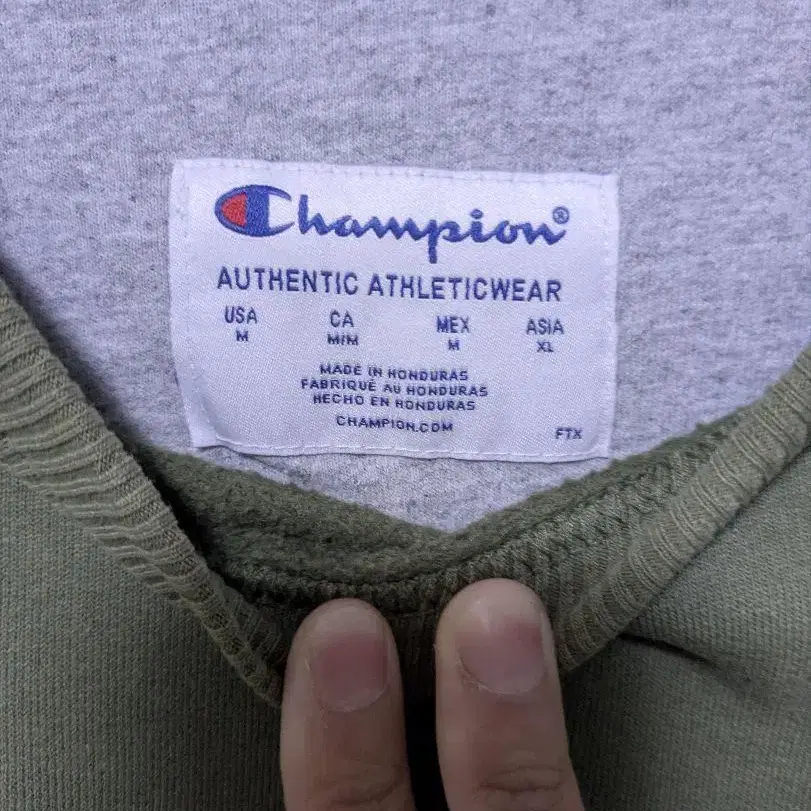 Champion®
AUTHENTIC ATHLETICWEAR
USA CA MEX ASIA
M M/M M XL
MADE IN HONDURAS
FABRIQUÉ AU HONDURAS
HECHO EN HONDURAS
CHAMPION.COM
FTX